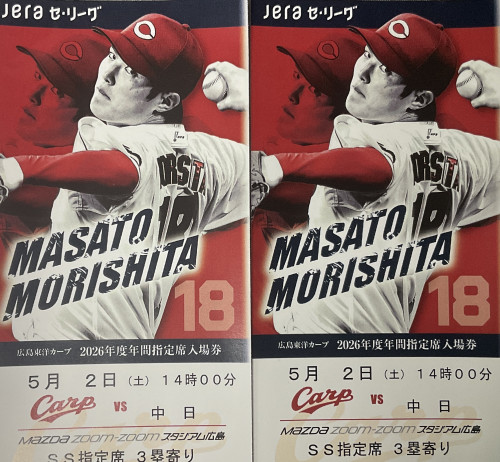 Jera セ・リーグ
MASATO
MORISHITA
18
広島東洋カープ 2026年度年間指定席入場券
5月 2日(土) 14時00分
Carp VS 中日
MAZDA ZOOM-ZOOM スタジアム広島
SS指定席 3塁寄り
Jera セ・リーグ
MASATO
MORISHITA
18
広島東洋カープ 2026年度年間指定席入場券
5月 2日(土) 14時00分
Carp VS 中日
MAZDA ZOOM-ZOOM スタジアム広島
SS指定席 3塁寄り